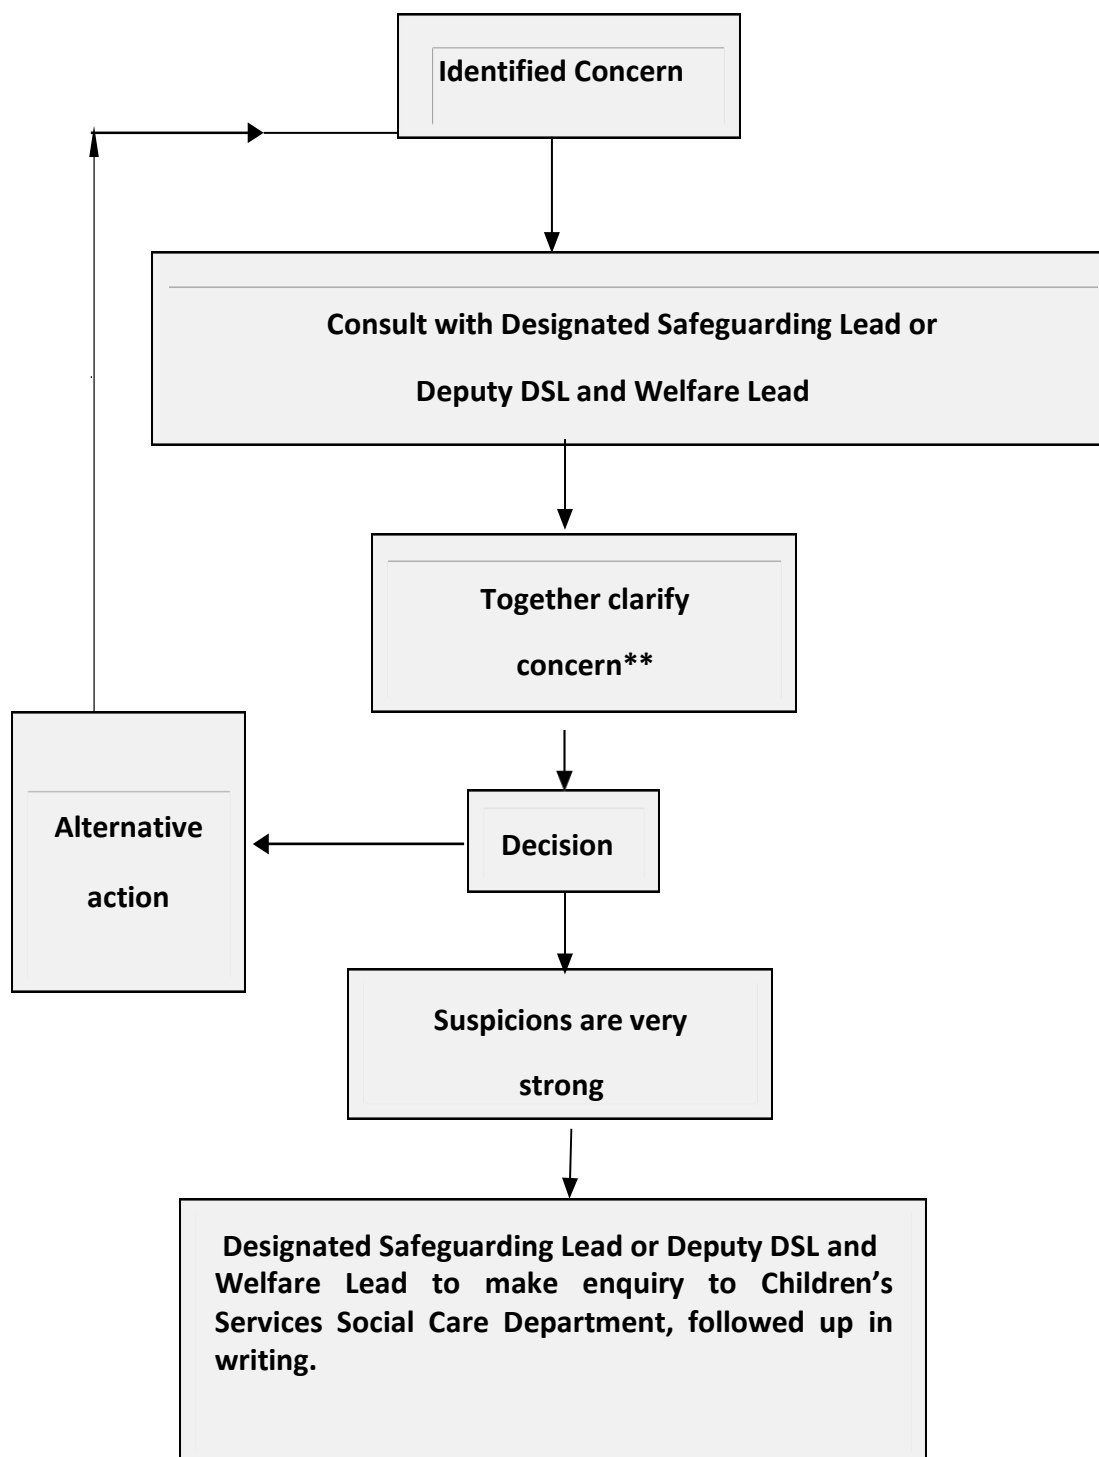 Identified Concern
Consult with Designated Safeguarding Lead or
Deputy DSL and Welfare Lead
Together clarify
concern**
Alternative
action
Decision
Suspicions are very
strong
Designated Safeguarding Lead or Deputy DSL and
Welfare Lead to make enquiry to Children’s
Services Social Care Department, followed up in
writing.